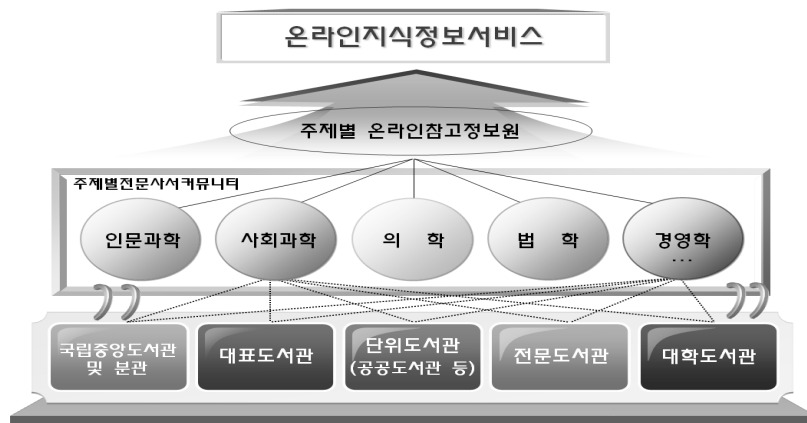 온라인지식정보서비스
주제별 온라인참고정보원
주제별전문사서커뮤니티
인문과학
사회과학
의 학
법 학
경영학
...
국립중앙도서관
및 분관
대표도서관
단위도서관
(공공도서관 등)
전문도서관
대학도서관